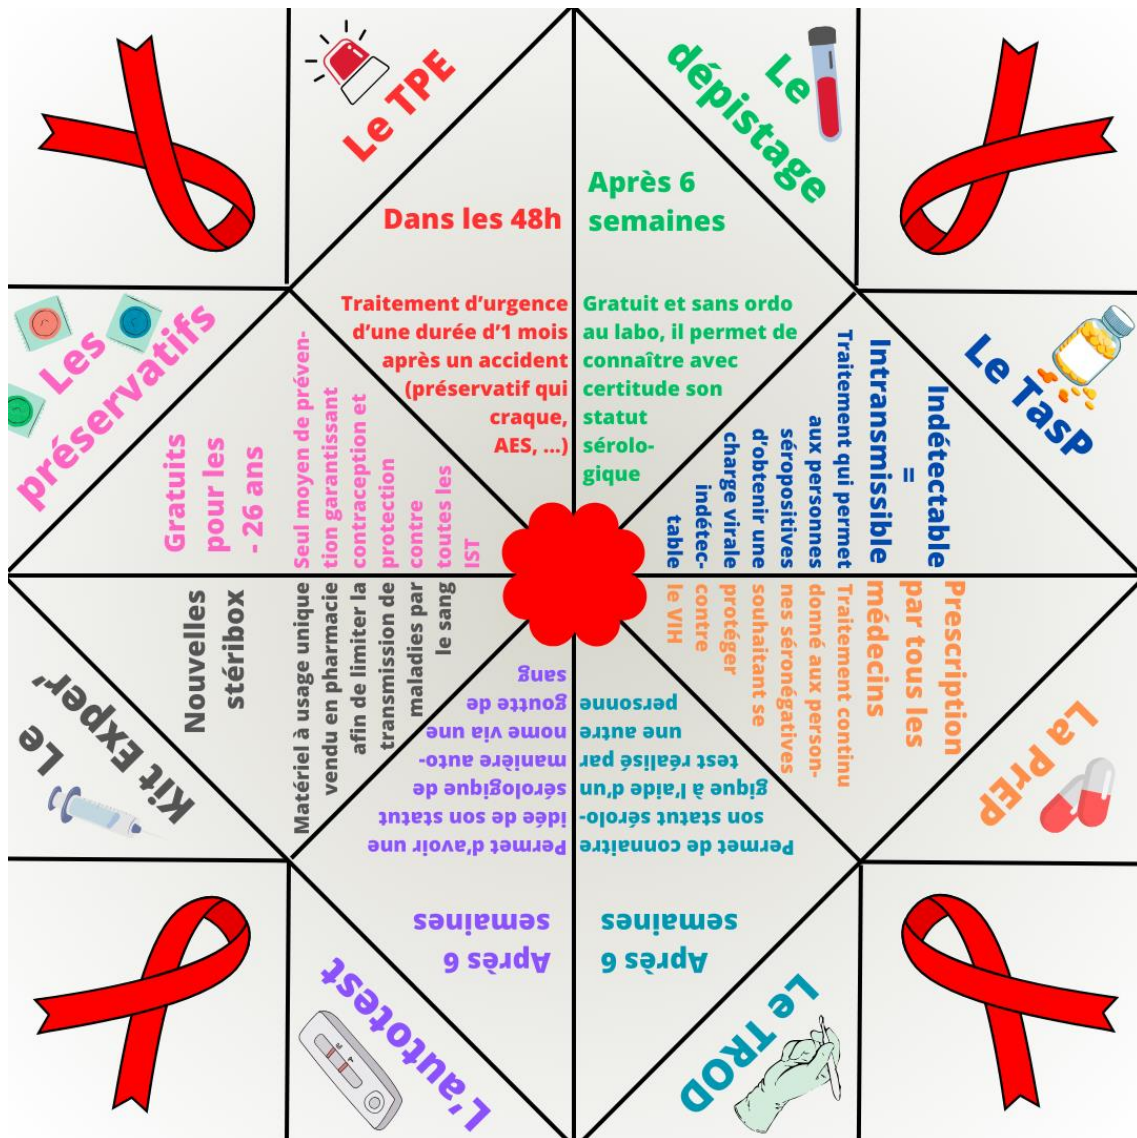 Le TPE
Dans les 48h
Traitement d’urgence
d’une durée d’1 mois
après un accident
(préservatif qui
craque,
AES, ...)
Le
dépistage
Après 6
semaines
Gratuit et sans ordo
au labo, il permet de
connaître avec
certitude son
statut
sérolo-
gique
Le TasP
Indétectable
=
Intransmissible
Traitement qui permet
aux personnes
séropositives
d’obtenir une
charge virale
indétec-
table
La PrEP
Prescription
par tous les
médecins
Traitement continu
donné aux person-
nes séronégatives
souhaitant se
protéger
contre
le VIH
Le TROD
Après 6
semaines
Permet de connaitre
son statut sérolo-
gique à l’aide d’un
test réalisé par
une autre
personne
L’autotest
Après 6
semaines
Permet d’avoir une
idée de son statut
sérologique de
manière auto-
nome via une
goutte de
sang
Le
Kit Exper’
Nouvelles
stéribox
Matériel à usage unique
vendu en pharmacie
afin de limiter la
transmission de
maladies par
le sang
Les
préservatifs
Gratuits
pour les
- 26 ans
Seul moyen de préven-
tion garantissant
contraception et
protection
contre
toutes les
IST